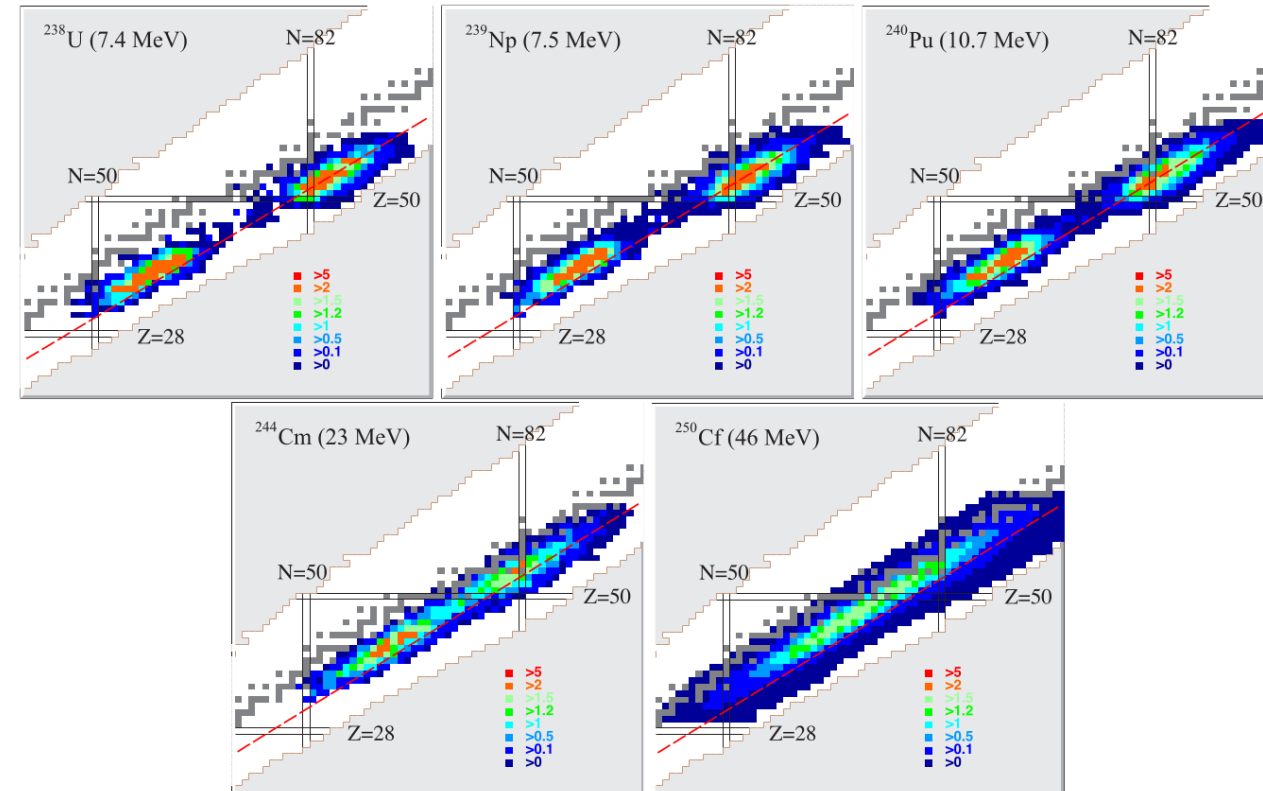 ²³⁸U (7.4 MeV)
N=82
N=50
Z=50
Z=28
>5
>2
>1.5
>1.2
>1
>0.5
>0.1
>0
²³⁹Np (7.5 MeV)
N=82
N=50
Z=50
Z=28
>5
>2
>1.5
>1.2
>1
>0.5
>0.1
>0
²⁴⁰Pu (10.7 MeV)
N=82
N=50
Z=50
Z=28
>5
>2
>1.5
>1.2
>1
>0.5
>0.1
>0
²⁴⁴Cm (23 MeV)
N=82
N=50
Z=50
Z=28
>5
>2
>1.5
>1.2
>1
>0.5
>0.1
>0
²⁵⁰Cf (46 MeV)
N=82
N=50
Z=50
Z=28
>5
>2
>1.5
>1.2
>1
>0.5
>0.1
>0